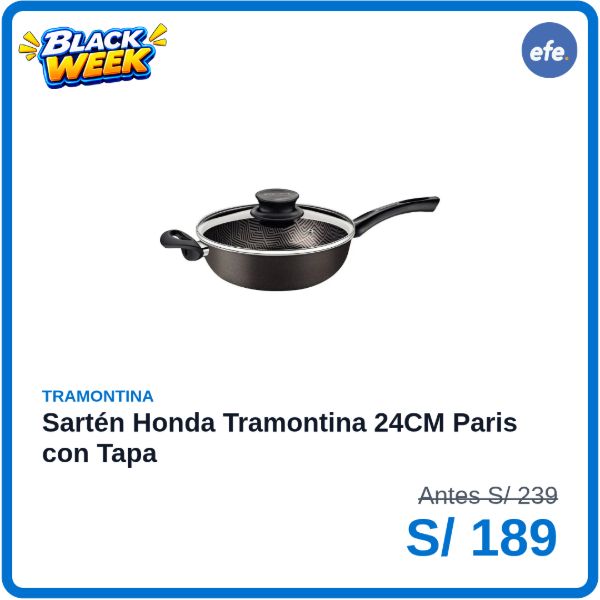 BLACK
WEEK
efe.
TRAMONTINA
Sartén Honda Tramontina 24CM Paris
con Tapa
Antes S/ 239
S/ 189